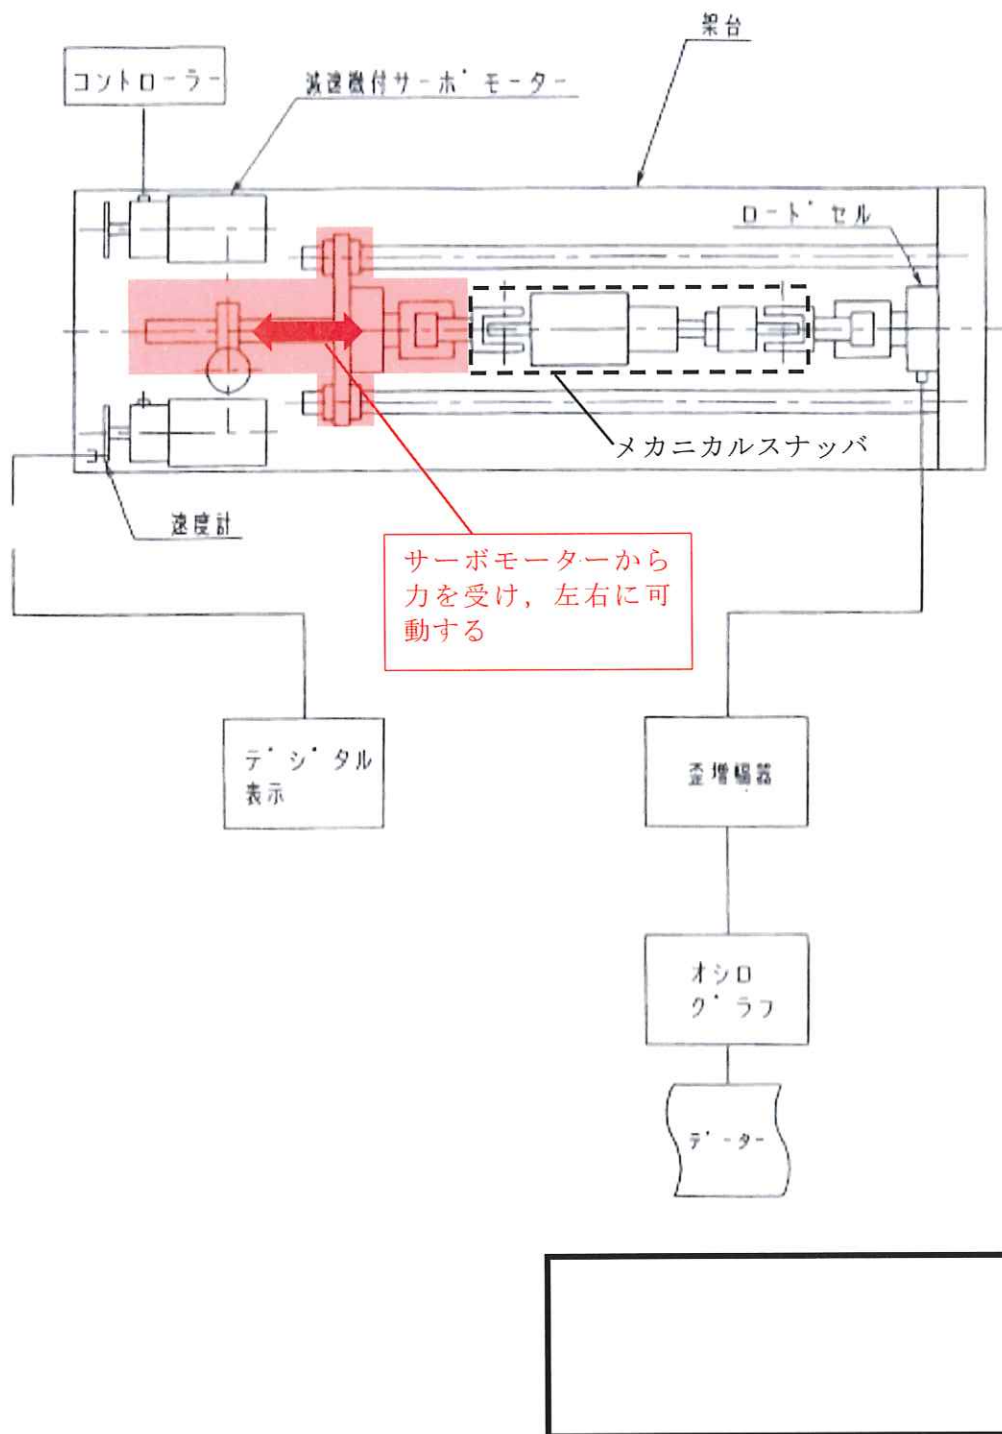 架台
コントローラー
減速機付サーボモーター
ロードセル
メカニカルスナッバ
速度計
サーボモーターから
力を受け，左右に可
動する
デジタル
表示
歪増幅器
オシロ
グラフ
データー